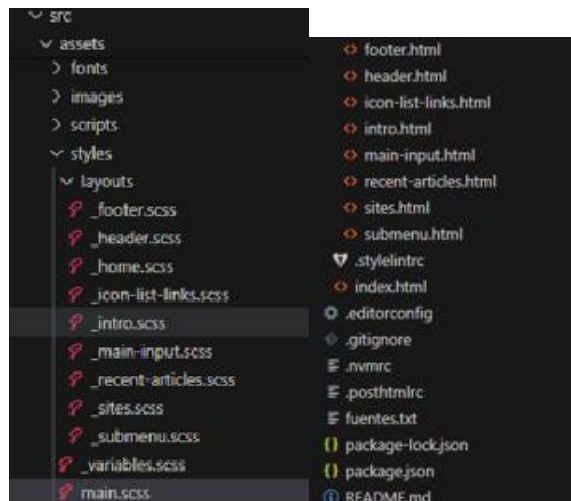 src
assets
fonts
images
scripts
styles
layouts
_footer.scss
_header.scss
_home.scss
_icon-list-links.scss
_intro.scss
_main-input.scss
_recent-articles.scss
_sites.scss
_submenu.scss
_variables.scss
main.scss
footer.html
header.html
icon-list-links.html
intro.html
main-input.html
recent-articles.html
sites.html
submenu.html
.stylelintrc
index.html
.editorconfig
.gitignore
.nvmrc
.posthtmlrc
fuentes.txt
package-lock.json
package.json
README.md